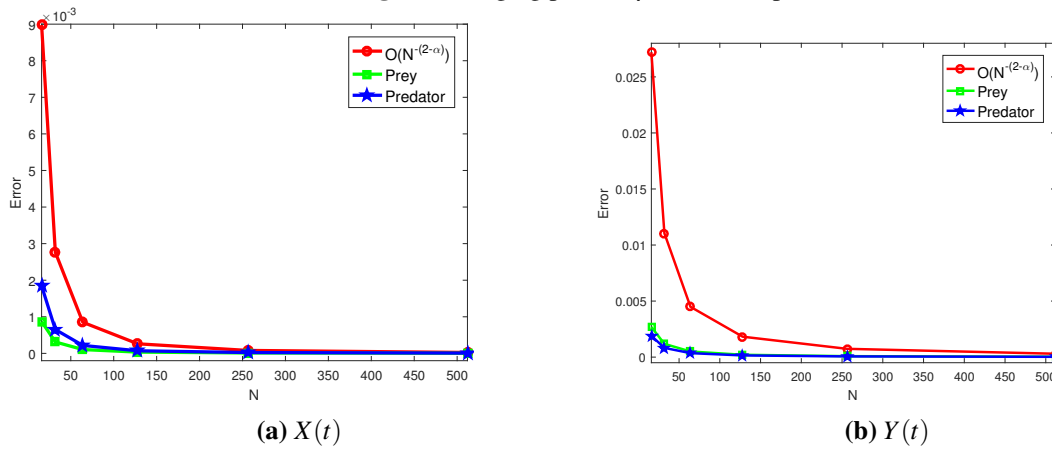 ×10⁻³
9
8
7
6
5
4
3
2
1
0
Error
50 100 150 200 250 300 350 400 450 500
N
O(N⁻⁽²⁻ᵅ⁾)
Prey
Predator
(a) X(t)
0.025
0.02
0.015
0.01
0.005
0
Error
50 100 150 200 250 300 350 400 450 500
N
O(N⁻⁽²⁻ᵅ⁾)
Prey
Predator
(b) Y(t)